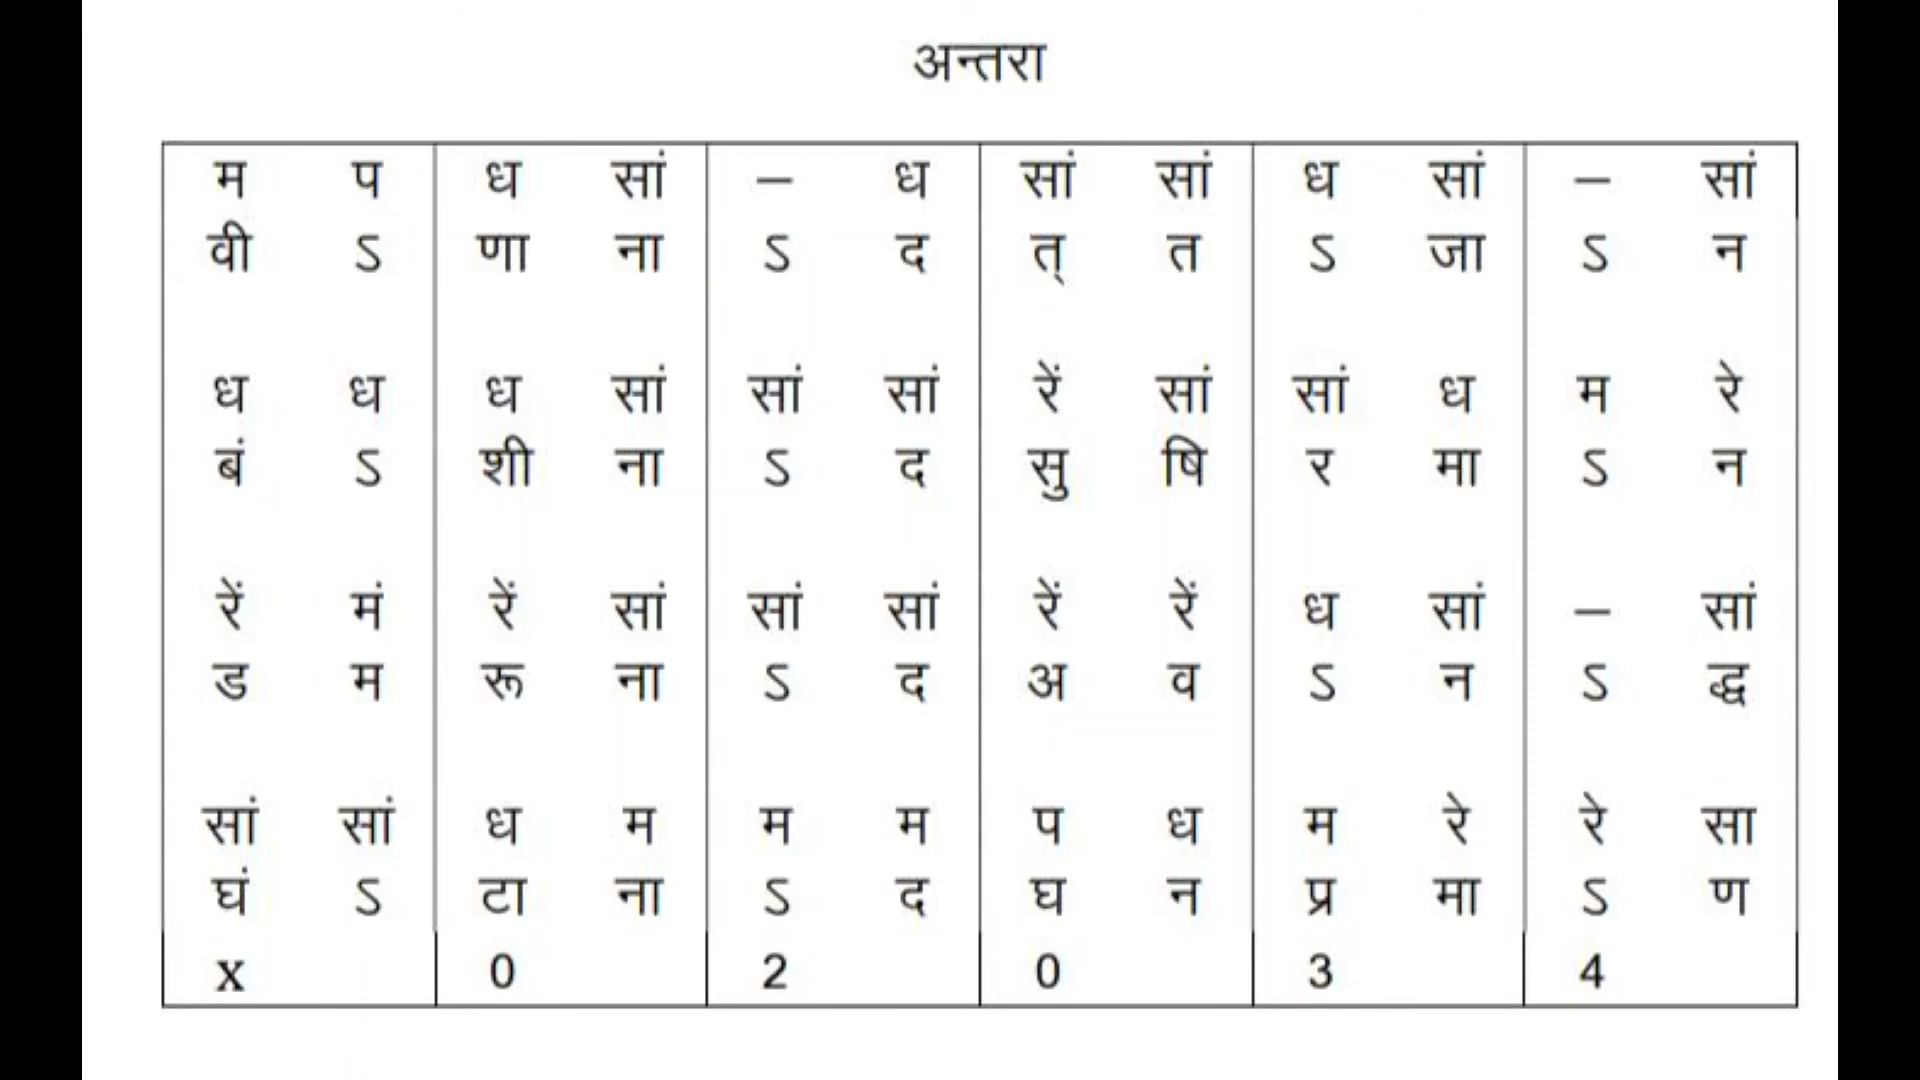 अन्तरा
म प ध सां – ध सां सां ध सां – सां
वी ऽ णा ना ऽ द त् त ऽ जा ऽ न
ध ध ध सां सां सां रें सां सां ध म रे
बं ऽ शी ना ऽ द सु षि र मा ऽ न
रें मं रें सां सां सां रें रें ध सां – सां
ड म रू ना ऽ द अ व ऽ न ऽ द्ध
सां सां ध म म म प ध म रे रे सा
घं ऽ टा ना ऽ द घ न प्र मा ऽ ण
x 0 2 0 3 4